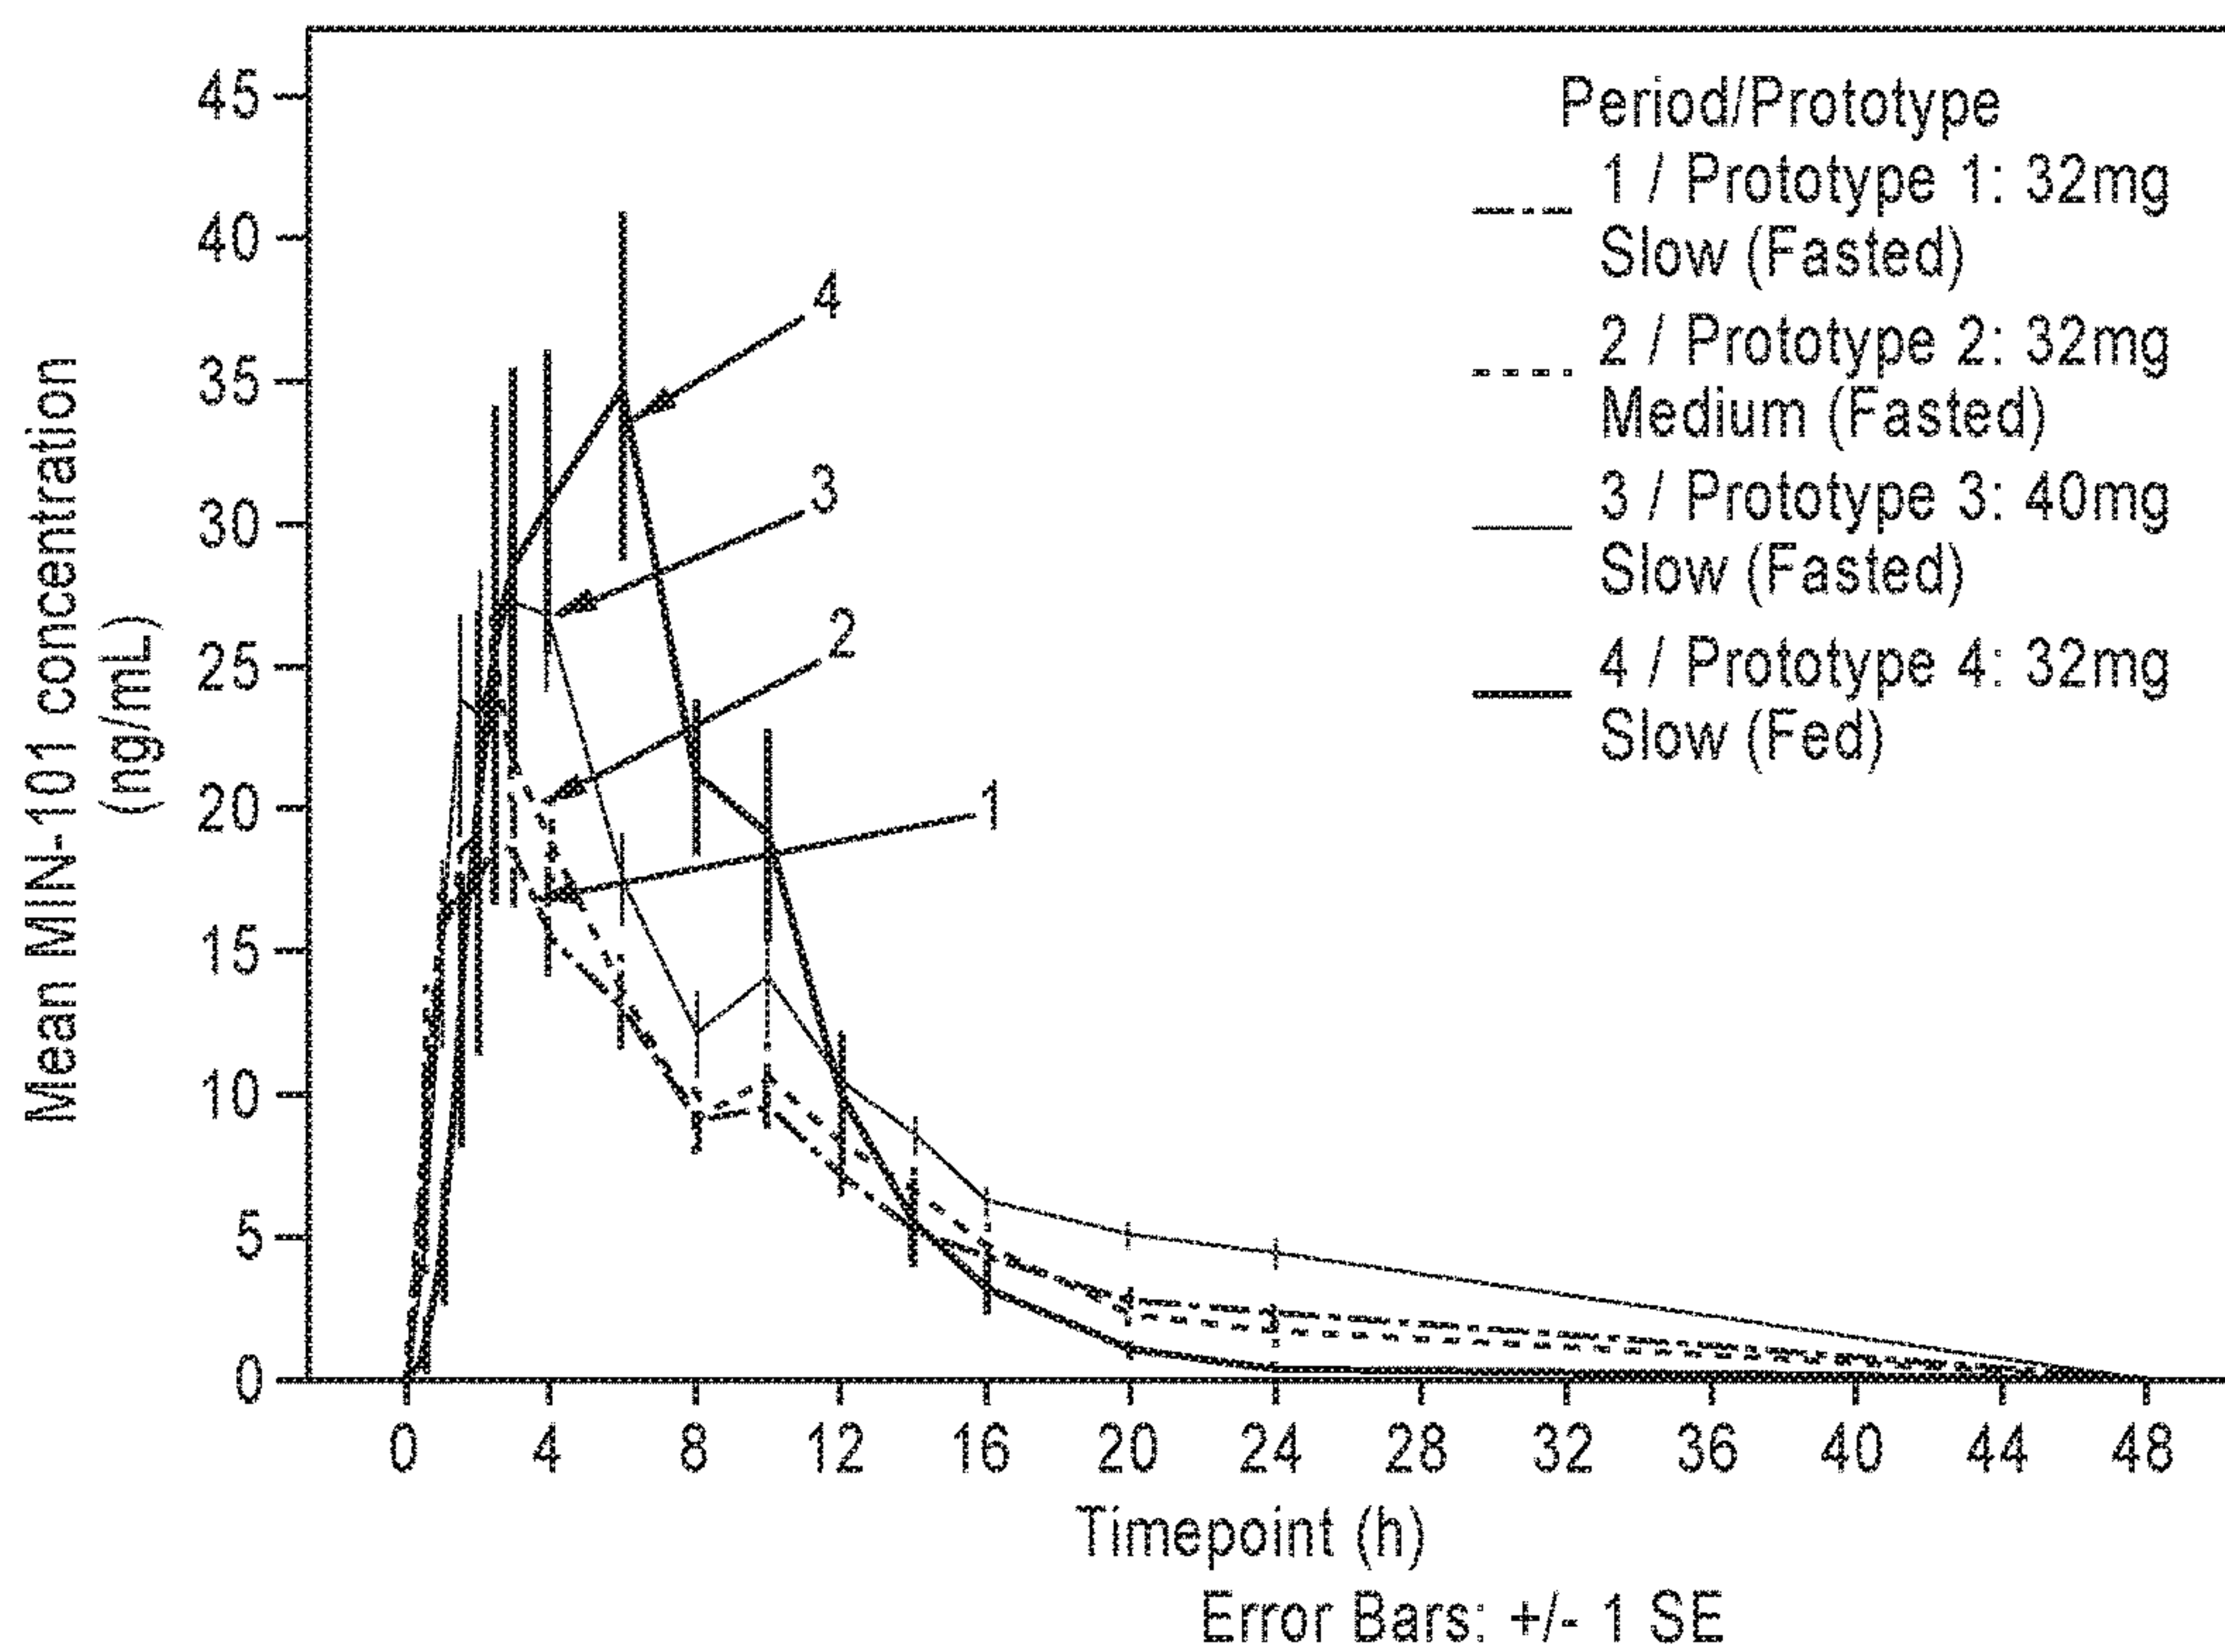 Mean MIN-101 concentration
(ng/mL)
45
40
35
30
25
20
15
10
5
0
0 4 8 12 16 20 24 28 32 36 40 44 48
Timepoint (h)
Error Bars: +/- 1 SE
4
3
2
1
Period/Prototype
1 / Prototype 1: 32mg
Slow (Fasted)
2 / Prototype 2: 32mg
Medium (Fasted)
3 / Prototype 3: 40mg
Slow (Fasted)
4 / Prototype 4: 32mg
Slow (Fed)